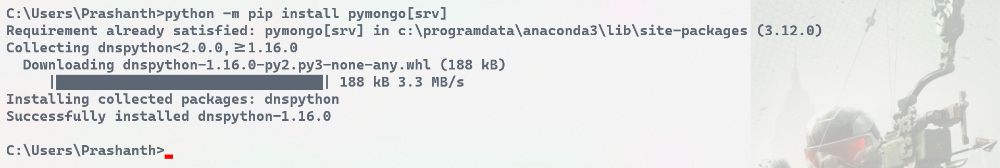 C:\Users\Prashanth>python -m pip install pymongo[srv]
Requirement already satisfied: pymongo[srv] in c:\programdata\anaconda3\lib\site-packages (3.12.0)
Collecting dnspython<2.0.0,≥1.16.0
  Downloading dnspython-1.16.0-py2.py3-none-any.whl (188 kB)
     |████████████████████████████████| 188 kB 3.3 MB/s
Installing collected packages: dnspython
Successfully installed dnspython-1.16.0
C:\Users\Prashanth>